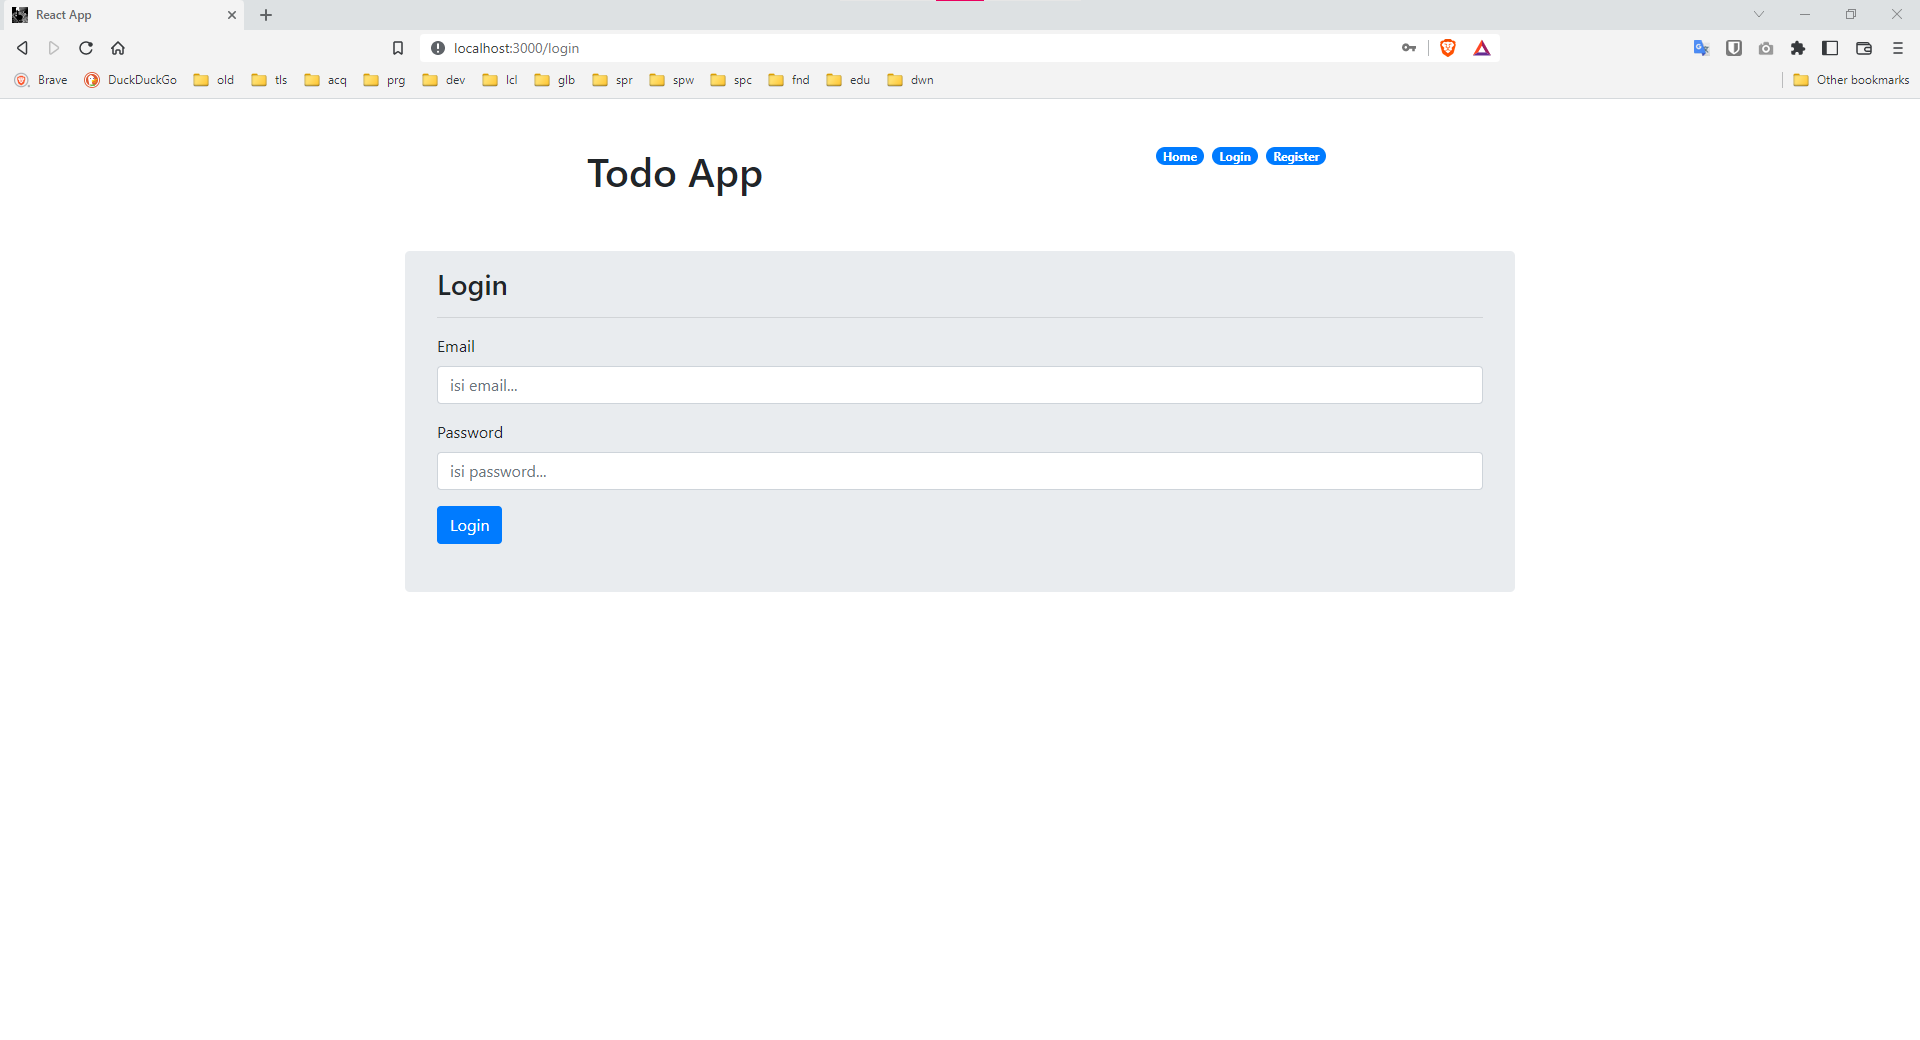 React App
localhost:3000/login
Brave DuckDuckGo old tls acq prg dev lcl glb spr spw spc fnd edu dwn Other bookmarks
Todo App
Home Login Register
Login
Email
isi email...
Password
isi password...
Login